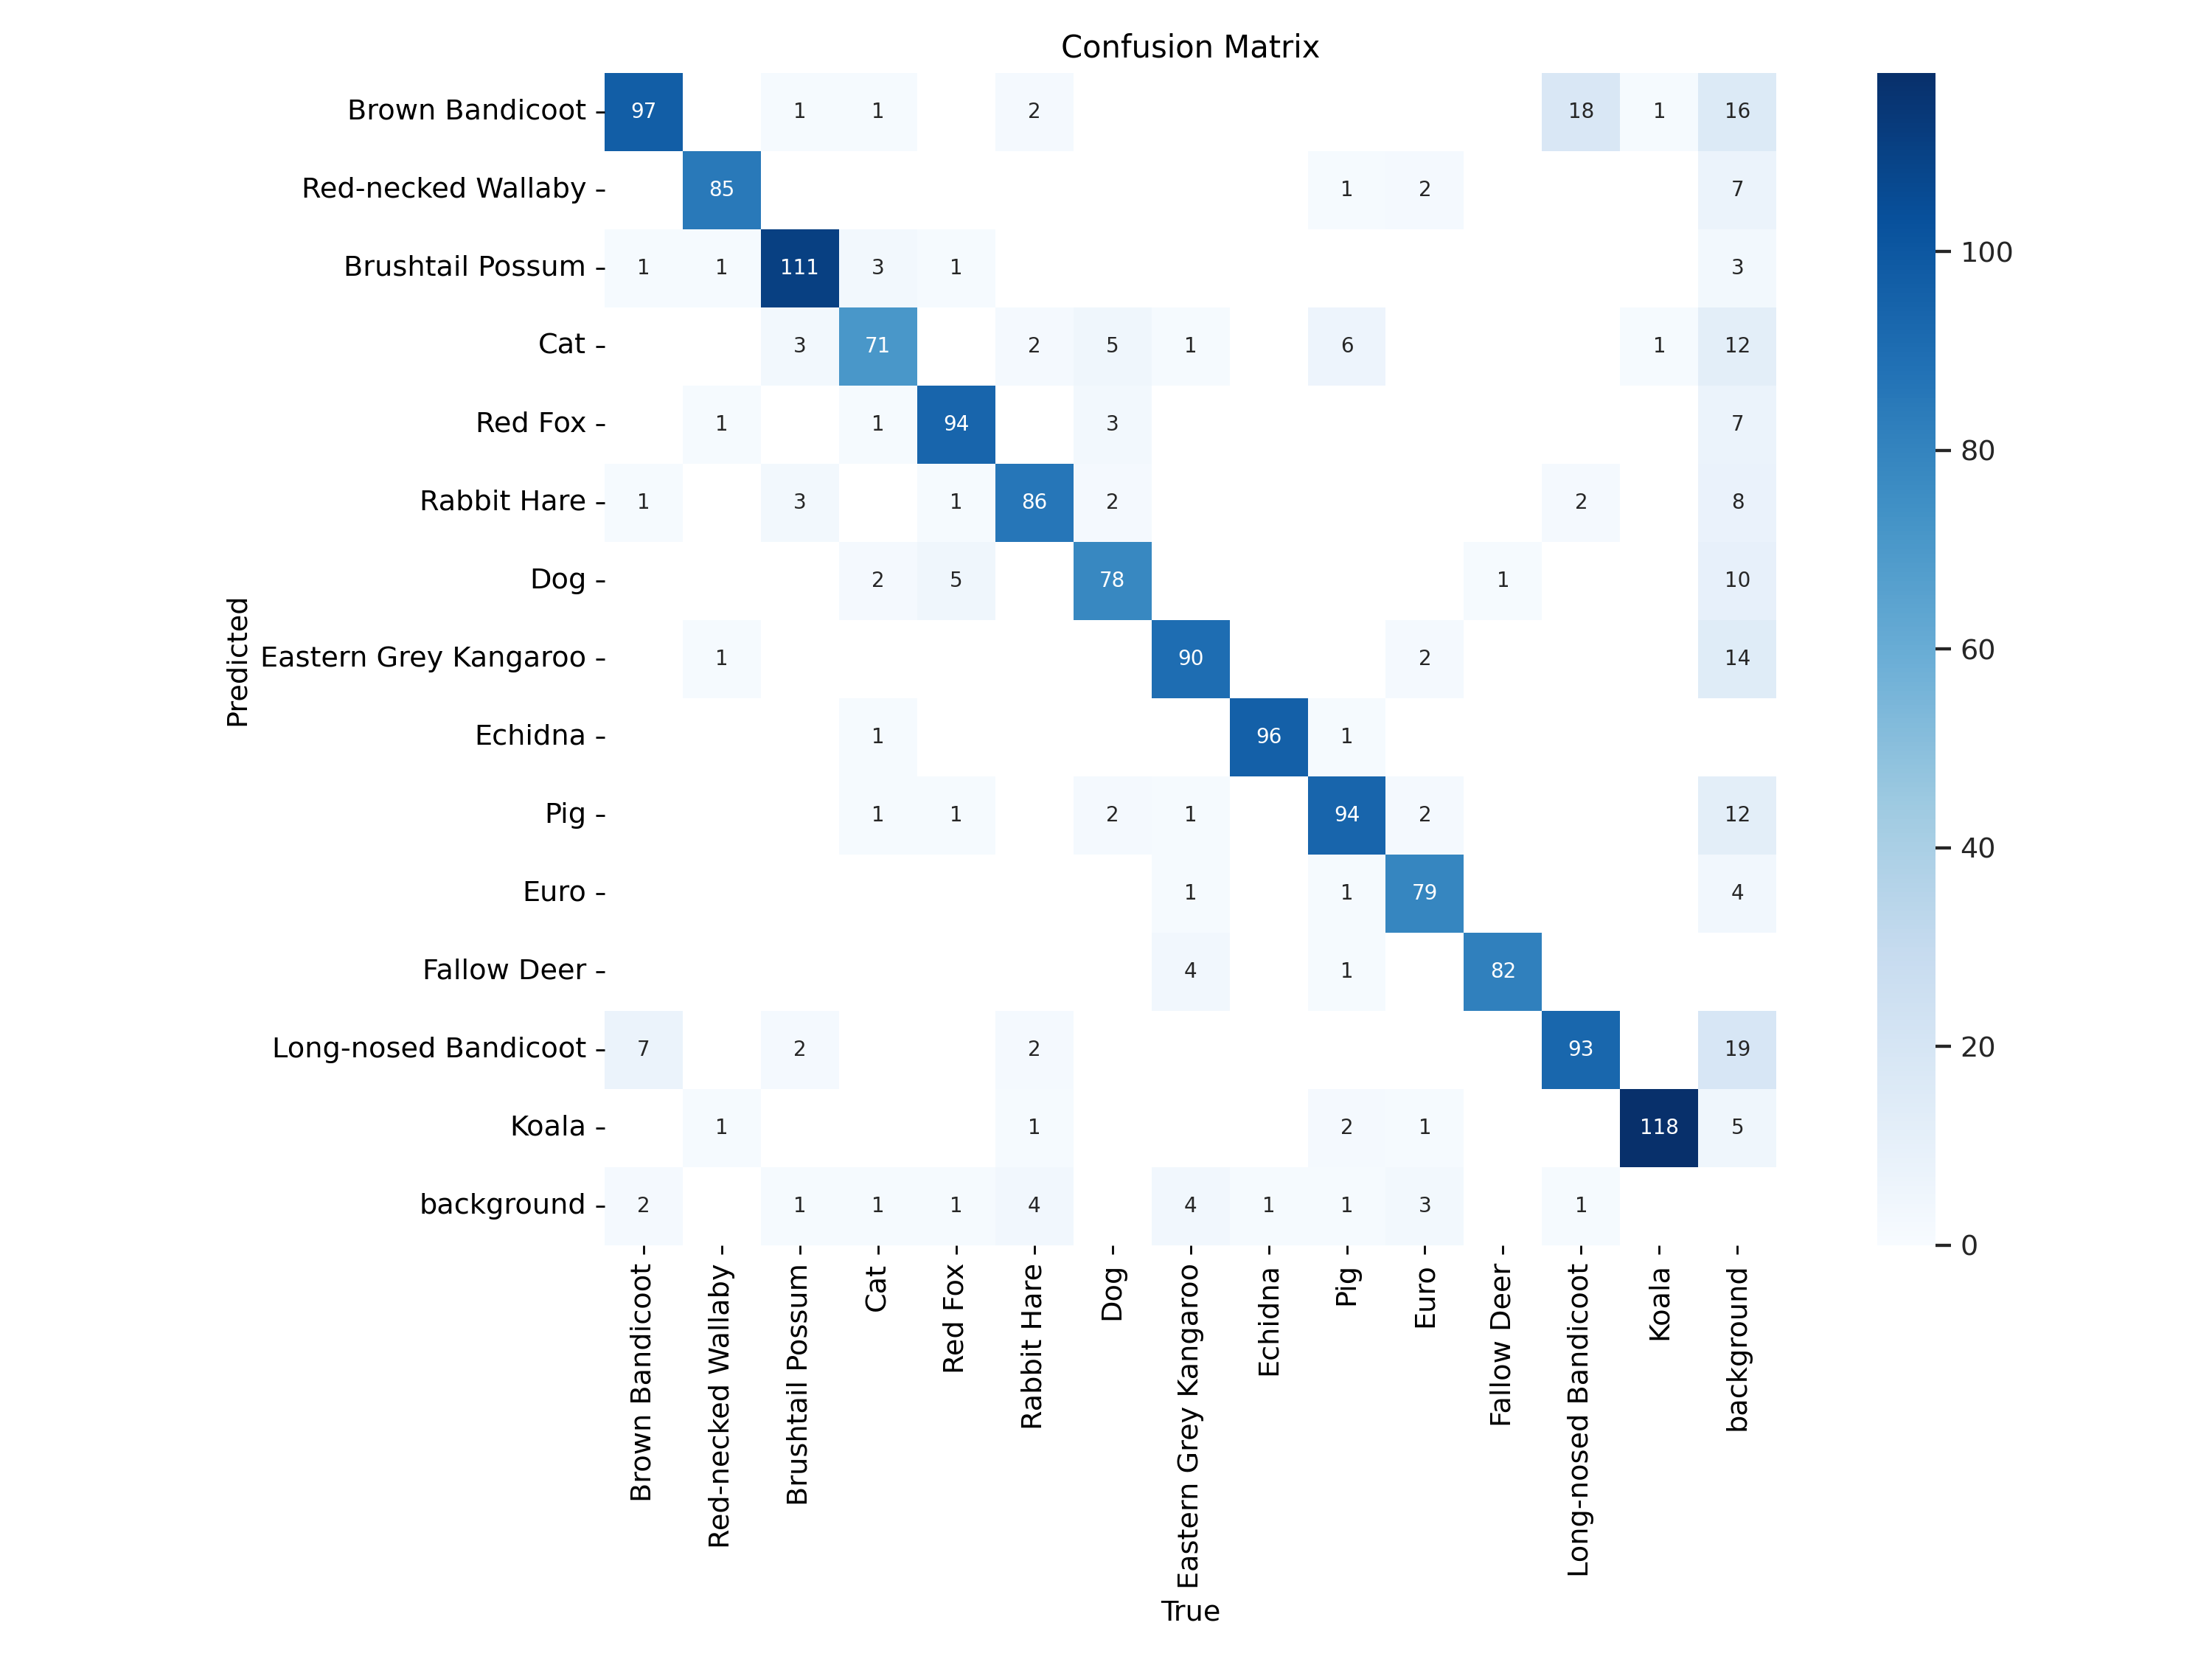 Confusion Matrix
Brown Bandicoot 97 1 1 2 18 1 16
Red-necked Wallaby 85 1 2 7
Brushtail Possum 1 1 111 3 1 3
100
Cat 3 71 2 5 1 6 1 12
Red Fox 1 1 94 3 7
80
Rabbit Hare 1 3 1 86 2 2 8
Dog 2 5 78 1 10
Predicted
60
Eastern Grey Kangaroo 1 90 2 14
Echidna 1 96 1
Pig 1 1 2 1 94 2 12
40
Euro 1 1 79 4
Fallow Deer 4 1 82
Long-nosed Bandicoot 7 2 2 93 19
20
Koala 1 1 2 1 118 5
background 2 1 1 1 4 4 1 1 3 1
0
Brown Bandicoot
Red-necked Wallaby
Brushtail Possum
Cat
Red Fox
Rabbit Hare
Dog
Eastern Grey Kangaroo
Echidna
Pig
Euro
Fallow Deer
Long-nosed Bandicoot
Koala
background
True